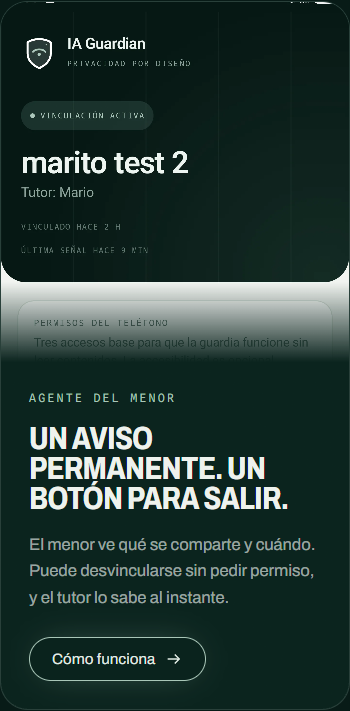 IA Guardian
PRIVACIDAD POR DISEÑO
VINCULACIÓN ACTIVA
marito test 2
Tutor: Mario
VINCULADO HACE 2 H
ÚLTIMA SEÑAL HACE 9 MIN
PERMISOS DEL TELÉFONO
Tres accesos base para que la guardia funcione sin
AGENTE DEL MENOR
UN AVISO
PERMANENTE. UN
BOTÓN PARA SALIR.
El menor ve qué se comparte y cuándo.
Puede desvincularse sin pedir permiso,
y el tutor lo sabe al instante.
Cómo funciona →